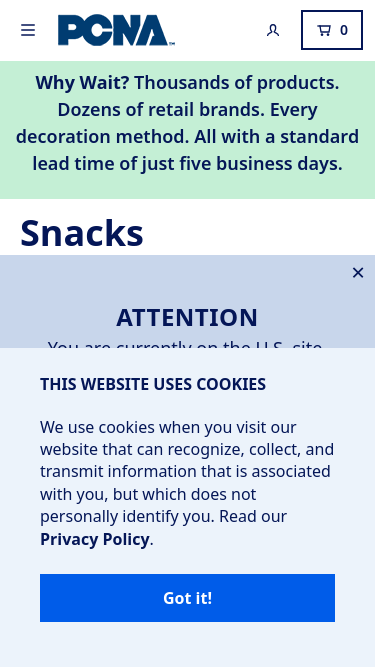 PCNA™
0
Why Wait? Thousands of products.
Dozens of retail brands. Every
decoration method. All with a standard
lead time of just five business days.
Snacks
ATTENTION
You are currently on the U.S. site.
THIS WEBSITE USES COOKIES
We use cookies when you visit our
website that can recognize, collect, and
transmit information that is associated
with you, but which does not
personally identify you. Read our
Privacy Policy.
Got it!